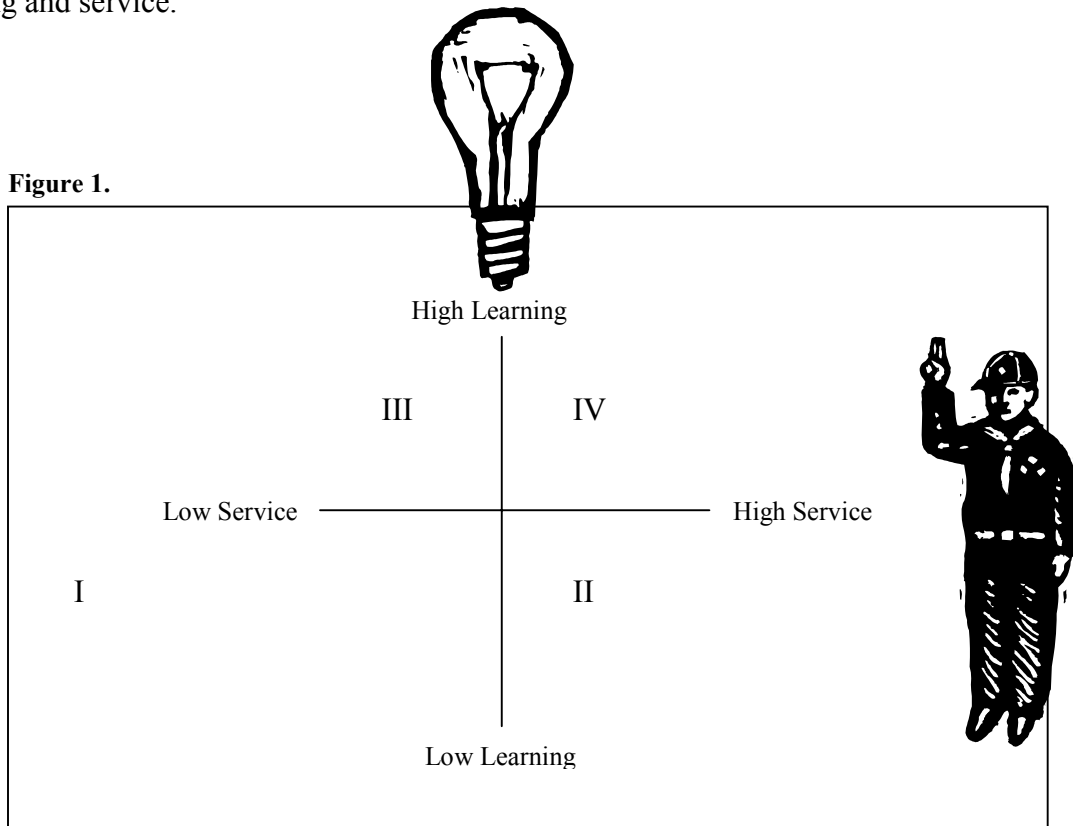 and service.
Figure 1.
High Learning
III IV
Low Service High Service
I II
Low Learning